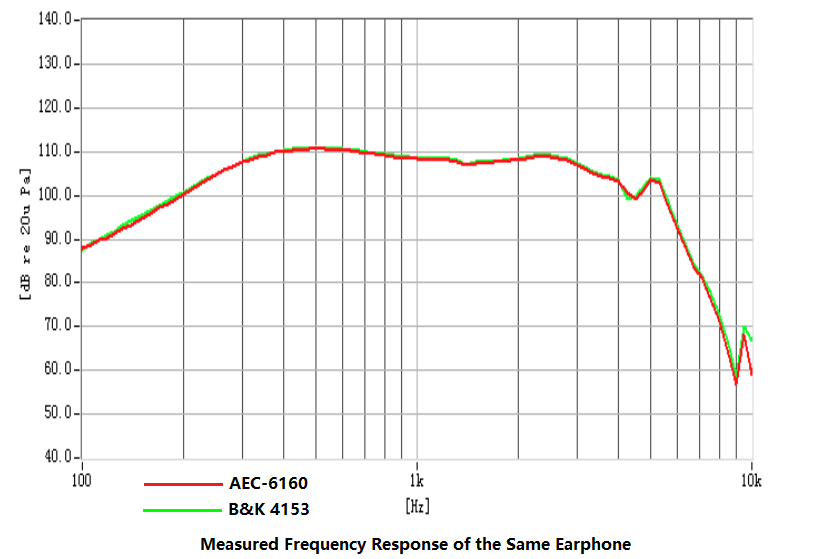 140.0
130.0
120.0
110.0
100.0
90.0
80.0
70.0
60.0
50.0
40.0
[dB re 20u Pa]
100 1k 10k
[Hz]
AEC-6160
B&K 4153
Measured Frequency Response of the Same Earphone